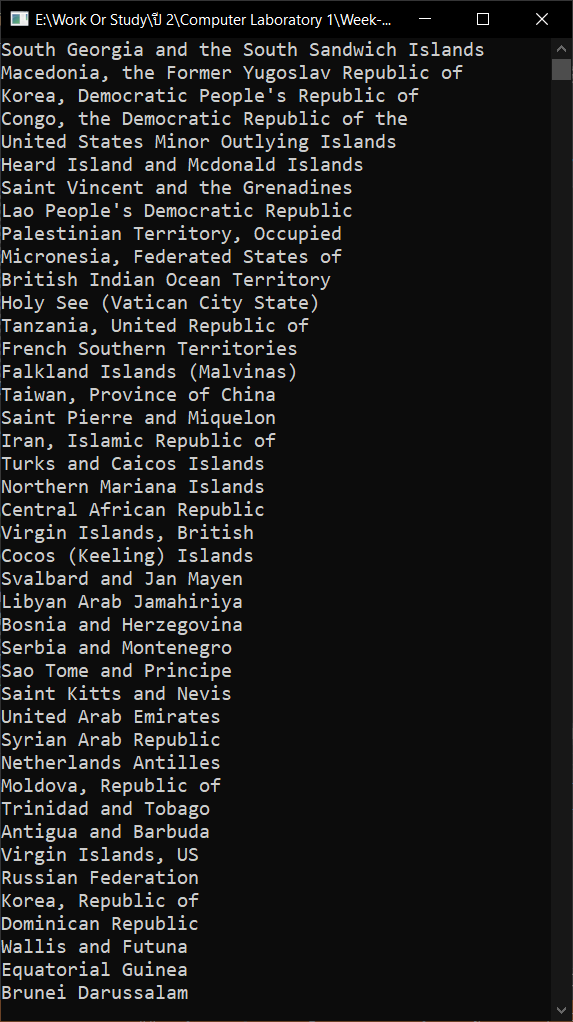 E:\Work Or Study\ปี 2\Computer Laboratory 1\Week-...
South Georgia and the South Sandwich Islands
Macedonia, the Former Yugoslav Republic of
Korea, Democratic People's Republic of
Congo, the Democratic Republic of the
United States Minor Outlying Islands
Heard Island and Mcdonald Islands
Saint Vincent and the Grenadines
Lao People's Democratic Republic
Palestinian Territory, Occupied
Micronesia, Federated States of
British Indian Ocean Territory
Holy See (Vatican City State)
Tanzania, United Republic of
French Southern Territories
Falkland Islands (Malvinas)
Taiwan, Province of China
Saint Pierre and Miquelon
Iran, Islamic Republic of
Turks and Caicos Islands
Northern Mariana Islands
Central African Republic
Virgin Islands, British
Cocos (Keeling) Islands
Svalbard and Jan Mayen
Libyan Arab Jamahiriya
Bosnia and Herzegovina
Serbia and Montenegro
Sao Tome and Principe
Saint Kitts and Nevis
United Arab Emirates
Syrian Arab Republic
Netherlands Antilles
Moldova, Republic of
Trinidad and Tobago
Antigua and Barbuda
Virgin Islands, US
Russian Federation
Korea, Republic of
Dominican Republic
Wallis and Futuna
Equatorial Guinea
Brunei Darussalam